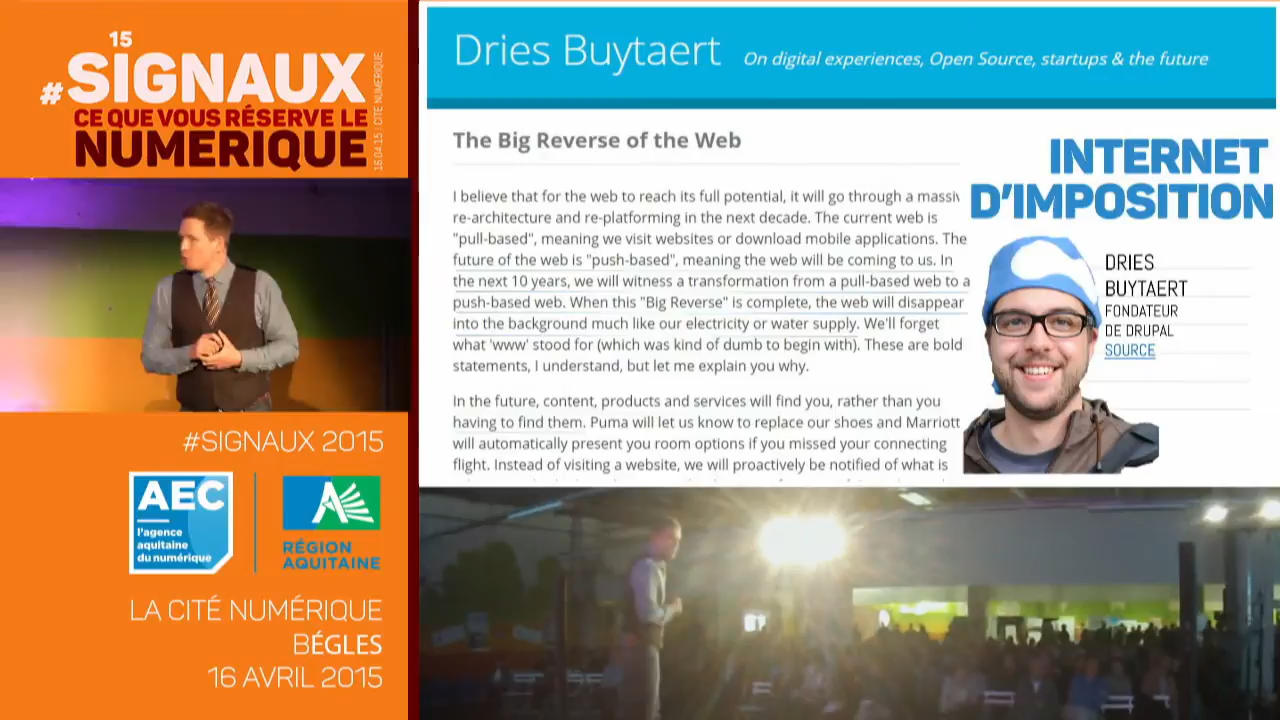 15
#SIGNAUX
CE QUE VOUS RÉSERVE LE
NUMERIQUE
16.04.15 | CITE NUMERIQUE
#SIGNAUX 2015
AEC
l'agence
aquitaine
du numérique
RÉGION
AQUITAINE
LA CITÉ NUMÉRIQUE
BÉGLES
16 AVRIL 2015
Dries Buytaert On digital experiences, Open Source, startups & the future
The Big Reverse of the Web
I believe that for the web to reach its full potential, it will go through a massiv
re-architecture and re-platforming in the next decade. The current web is
"pull-based", meaning we visit websites or download mobile applications. The
future of the web is "push-based", meaning the web will be coming to us. In
the next 10 years, we will witness a transformation from a pull-based web to a
push-based web. When this "Big Reverse" is complete, the web will disappear
into the background much like our electricity or water supply. We'll forget
what 'www' stood for (which was kind of dumb to begin with). These are bold
statements, I understand, but let me explain you why.
In the future, content, products and services will find you, rather than you
having to find them. Puma will let us know to replace our shoes and Marriott
will automatically present you room options if you missed your connecting
flight. Instead of visiting a website, we will proactively be notified of what is
INTERNET
D'IMPOSITION
DRIES
BUYTAERT
FONDATEUR
DE DRUPAL
SOURCE